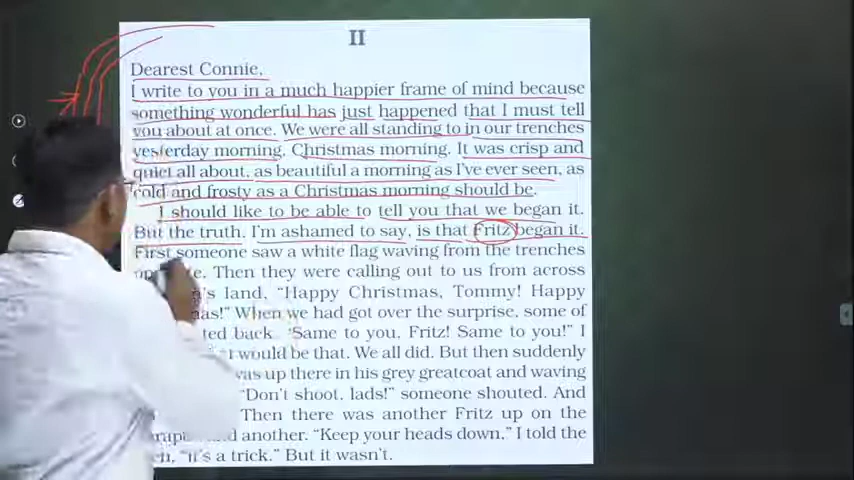 II
Dearest Connie,
I write to you in a much happier frame of mind because
something wonderful has just happened that I must tell
you about at once. We were all standing to in our trenches
yesterday morning, Christmas morning. It was crisp and
quiet all about, as beautiful a morning as I've ever seen, as
cold and frosty as a Christmas morning should be.
I should like to be able to tell you that we began it.
But the truth, I'm ashamed to say, is that Fritz began it.
First someone saw a white flag waving from the trenches
Then they were calling out to us from across
land, "Happy Christmas, Tommy! Happy
When we had got over the surprise, some of
back, "Same to you, Fritz! Same to you!" I
would be that. We all did. But then suddenly
was up there in his grey greatcoat and waving
"Don't shoot, lads!" someone shouted. And
Then there was another Fritz up on the
another. "Keep your heads down," I told the
"it's a trick." But it wasn't.